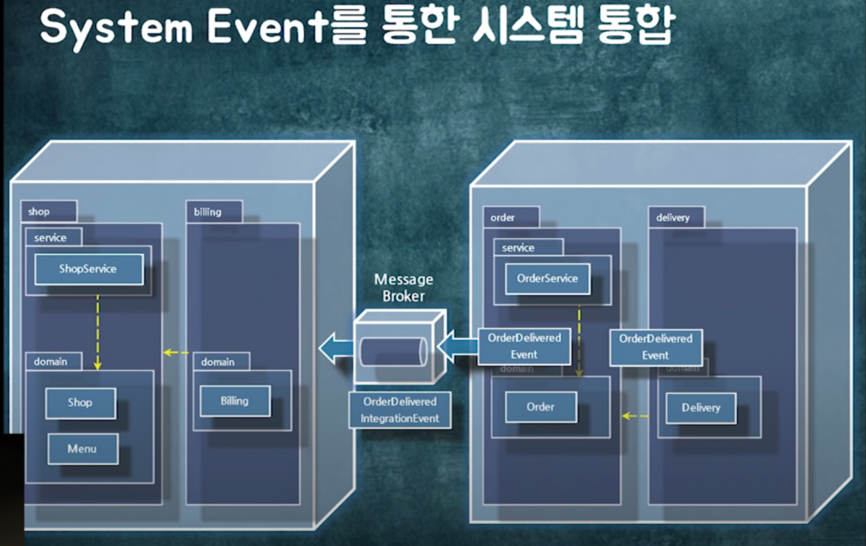 System Event를 통한 시스템 통합
shop
service
ShopService
domain
Shop
Menu
billing
domain
Billing
Message
Broker
OrderDelivered
IntegrationEvent
order
service
OrderService
OrderDelivered
Event
domain
Order
delivery
OrderDelivered
Event
domain
Delivery